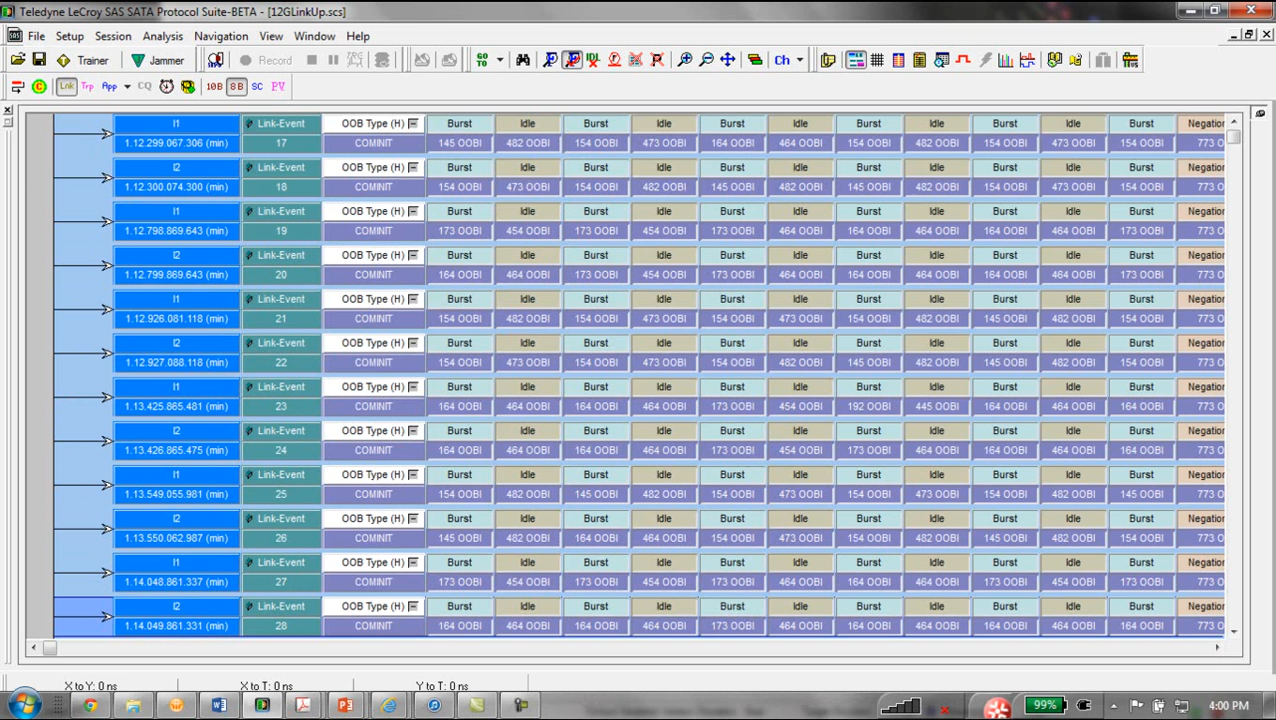 Teledyne LeCroy SAS SATA Protocol Suite-BETA - [12GLinkUp.scs]
File Setup Session Analysis Navigation View Window Help
Trainer Jammer Record GO TO IDL Ch
Lnk Trp App CQ 10B 8B SC PV
I1 Link-Event OOB Type (H) Burst Idle Burst Idle Burst Idle Burst Idle Burst Idle Burst Negation
1.12.299.067.306 (min) 17 COMINIT 145 OOBI 482 OOBI 154 OOBI 473 OOBI 164 OOBI 464 OOBI 154 OOBI 482 OOBI 154 OOBI 473 OOBI 154 OOBI 773 O
I2 Link-Event OOB Type (H) Burst Idle Burst Idle Burst Idle Burst Idle Burst Idle Burst Negation
1.12.300.074.300 (min) 18 COMINIT 154 OOBI 473 OOBI 154 OOBI 482 OOBI 145 OOBI 482 OOBI 145 OOBI 482 OOBI 154 OOBI 473 OOBI 154 OOBI 773 O
I1 Link-Event OOB Type (H) Burst Idle Burst Idle Burst Idle Burst Idle Burst Idle Burst Negation
1.12.798.869.643 (min) 19 COMINIT 173 OOBI 454 OOBI 173 OOBI 454 OOBI 173 OOBI 464 OOBI 164 OOBI 464 OOBI 173 OOBI 464 OOBI 164 OOBI 773 O
I2 Link-Event OOB Type (H) Burst Idle Burst Idle Burst Idle Burst Idle Burst Idle Burst Negation
1.12.799.869.643 (min) 20 COMINIT 164 OOBI 464 OOBI 173 OOBI 454 OOBI 173 OOBI 464 OOBI 164 OOBI 464 OOBI 164 OOBI 464 OOBI 173 OOBI 773 O
I1 Link-Event OOB Type (H) Burst Idle Burst Idle Burst Idle Burst Idle Burst Idle Burst Negation
1.12.926.081.118 (min) 21 COMINIT 154 OOBI 482 OOBI 154 OOBI 473 OOBI 154 OOBI 473 OOBI 154 OOBI 482 OOBI 145 OOBI 482 OOBI 154 OOBI 773 O
I2 Link-Event OOB Type (H) Burst Idle Burst Idle Burst Idle Burst Idle Burst Idle Burst Negation
1.12.927.088.118 (min) 22 COMINIT 154 OOBI 473 OOBI 154 OOBI 473 OOBI 154 OOBI 482 OOBI 145 OOBI 482 OOBI 145 OOBI 482 OOBI 154 OOBI 773 O
I1 Link-Event OOB Type (H) Burst Idle Burst Idle Burst Idle Burst Idle Burst Idle Burst Negation
1.13.425.865.481 (min) 23 COMINIT 164 OOBI 464 OOBI 164 OOBI 464 OOBI 173 OOBI 454 OOBI 192 OOBI 445 OOBI 164 OOBI 464 OOBI 164 OOBI 773 O
I2 Link-Event OOB Type (H) Burst Idle Burst Idle Burst Idle Burst Idle Burst Idle Burst Negation
1.13.426.865.475 (min) 24 COMINIT 164 OOBI 464 OOBI 164 OOBI 464 OOBI 173 OOBI 454 OOBI 173 OOBI 464 OOBI 164 OOBI 464 OOBI 164 OOBI 773 O
I1 Link-Event OOB Type (H) Burst Idle Burst Idle Burst Idle Burst Idle Burst Idle Burst Negation
1.13.549.055.981 (min) 25 COMINIT 154 OOBI 482 OOBI 145 OOBI 482 OOBI 154 OOBI 473 OOBI 154 OOBI 473 OOBI 154 OOBI 482 OOBI 145 OOBI 773 O
I2 Link-Event OOB Type (H) Burst Idle Burst Idle Burst Idle Burst Idle Burst Idle Burst Negation
1.13.550.062.987 (min) 26 COMINIT 145 OOBI 482 OOBI 164 OOBI 464 OOBI 154 OOBI 482 OOBI 154 OOBI 473 OOBI 145 OOBI 482 OOBI 154 OOBI 773 O
I1 Link-Event OOB Type (H) Burst Idle Burst Idle Burst Idle Burst Idle Burst Idle Burst Negation
1.14.048.861.337 (min) 27 COMINIT 173 OOBI 454 OOBI 173 OOBI 454 OOBI 173 OOBI 464 OOBI 164 OOBI 464 OOBI 173 OOBI 454 OOBI 173 OOBI 773 O
I2 Link-Event OOB Type (H) Burst Idle Burst Idle Burst Idle Burst Idle Burst Idle Burst Negation
1.14.049.861.331 (min) 28 COMINIT 164 OOBI 464 OOBI 164 OOBI 464 OOBI 173 OOBI 464 OOBI 164 OOBI 464 OOBI 164 OOBI 464 OOBI 164 OOBI 773 O
X to Y: 0 ns X to T: 0 ns Y to T: 0 ns
99% 4:00 PM